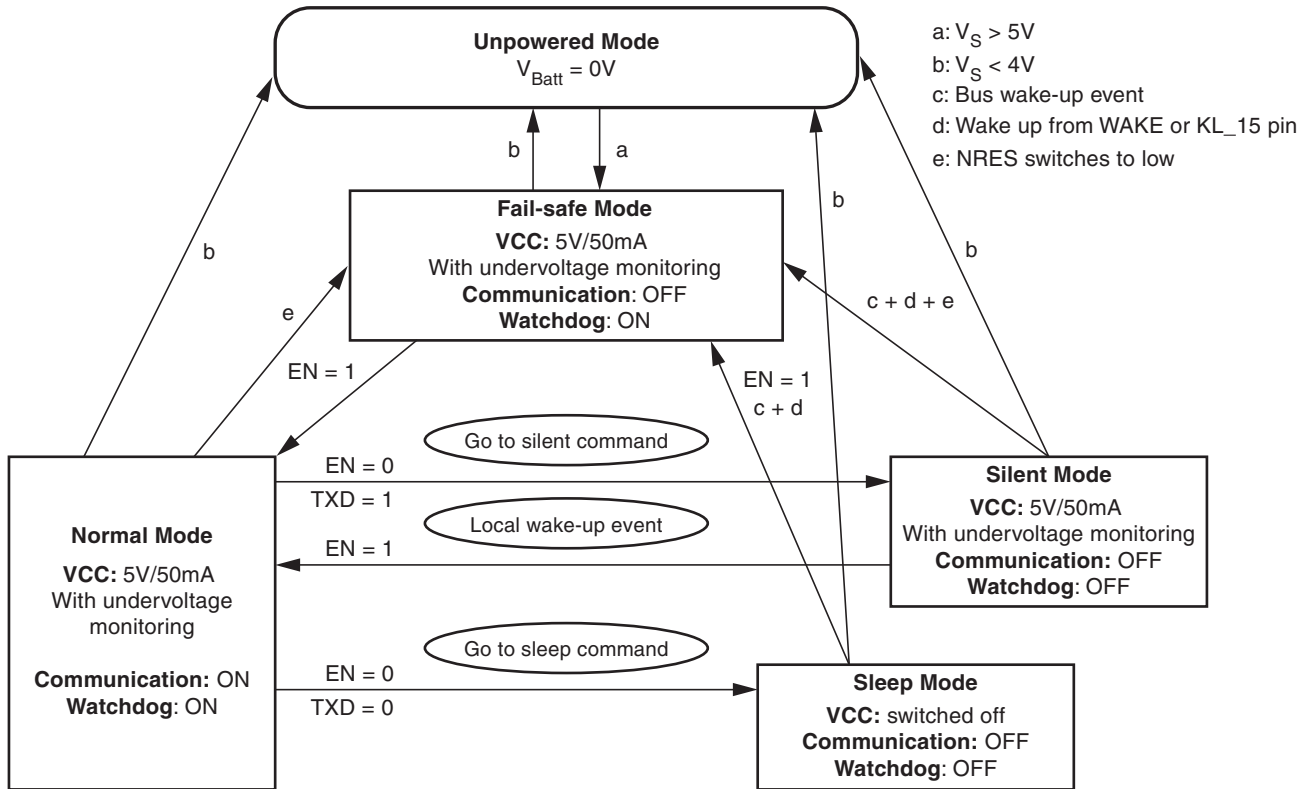 Unpowered Mode
V_Batt = 0V
a: V_S > 5V
b: V_S < 4V
c: Bus wake-up event
d: Wake up from WAKE or KL_15 pin
e: NRES switches to low
b
a
b
b
b
Fail-safe Mode
VCC: 5V/50mA
With undervoltage monitoring
Communication: OFF
Watchdog: ON
e
c + d + e
EN = 1
EN = 1
c + d
Go to silent command
EN = 0
TXD = 1
Local wake-up event
EN = 1
Silent Mode
VCC: 5V/50mA
With undervoltage monitoring
Communication: OFF
Watchdog: OFF
Normal Mode
VCC: 5V/50mA
With undervoltage
monitoring
Communication: ON
Watchdog: ON
Go to sleep command
EN = 0
TXD = 0
Sleep Mode
VCC: switched off
Communication: OFF
Watchdog: OFF